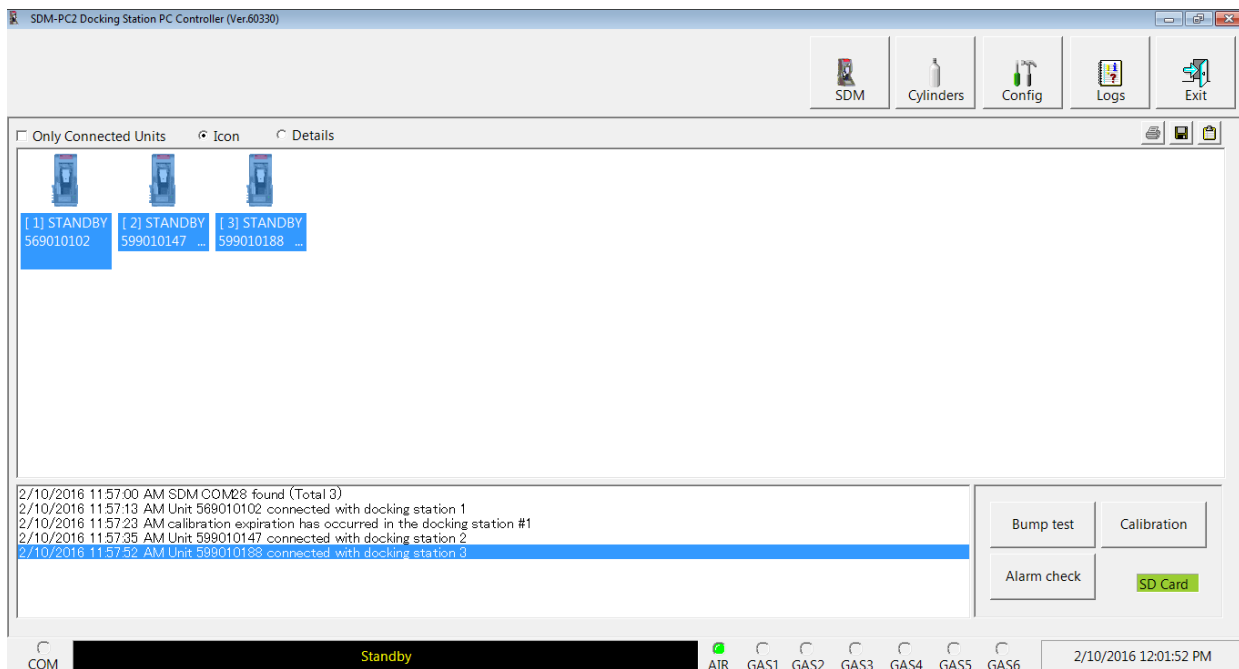 SDM-PC2 Docking Station PC Controller (Ver.60330)
SDM
Cylinders
Config
Logs
Exit
Only Connected Units
Icon
Details
[ 1] STANDBY
569010102
[ 2] STANDBY
599010147 ...
[ 3] STANDBY
599010188 ...
2/10/2016 11:57:00 AM SDM COM28 found (Total 3)
2/10/2016 11:57:13 AM Unit 569010102 connected with docking station 1
2/10/2016 11:57:23 AM calibration expiration has occurred in the docking station #1
2/10/2016 11:57:35 AM Unit 599010147 connected with docking station 2
2/10/2016 11:57:52 AM Unit 599010188 connected with docking station 3
Bump test
Calibration
Alarm check
SD Card
COM
Standby
AIR
GAS1
GAS2
GAS3
GAS4
GAS5
GAS6
2/10/2016 12:01:52 PM